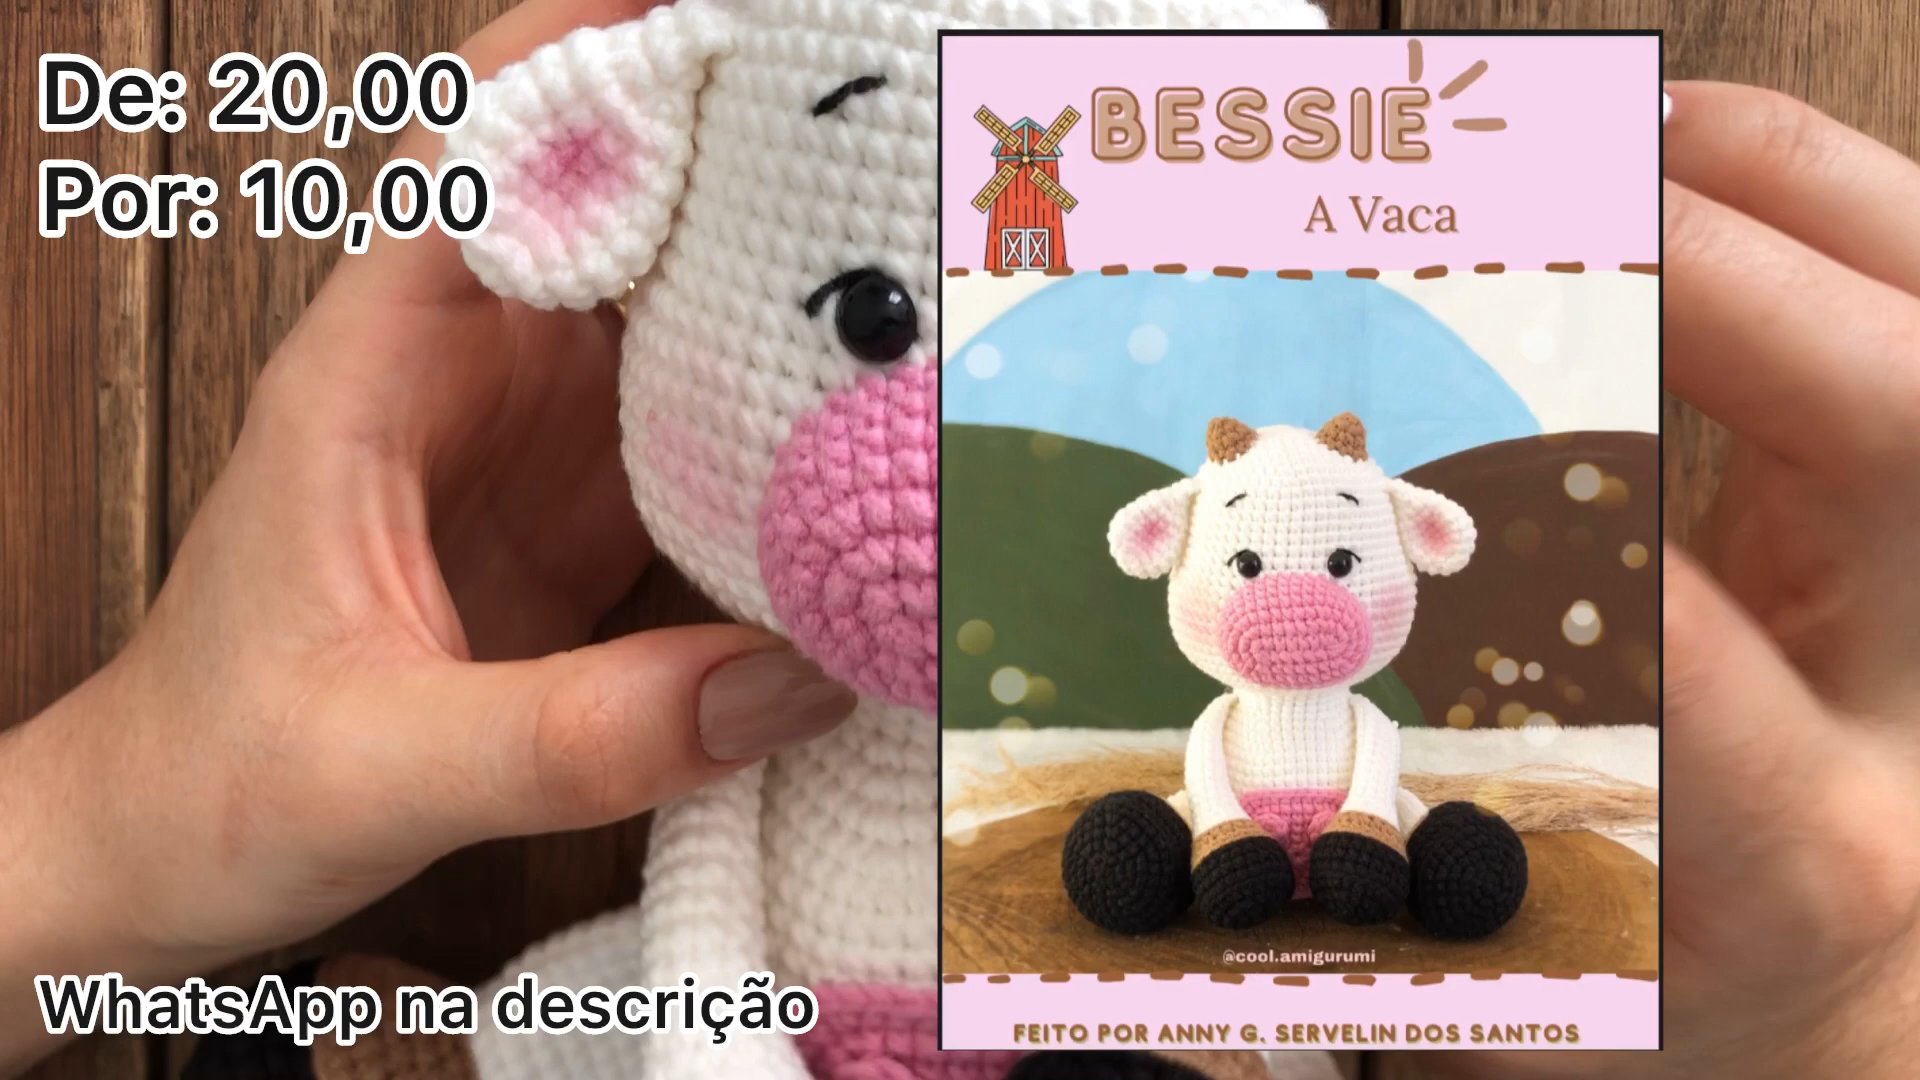 De: 20,00
Por: 10,00
BESSIE
A Vaca
@cool.amigurumi
FEITO POR ANNY G. SERVELIN DOS SANTOS
WhatsApp na descrição